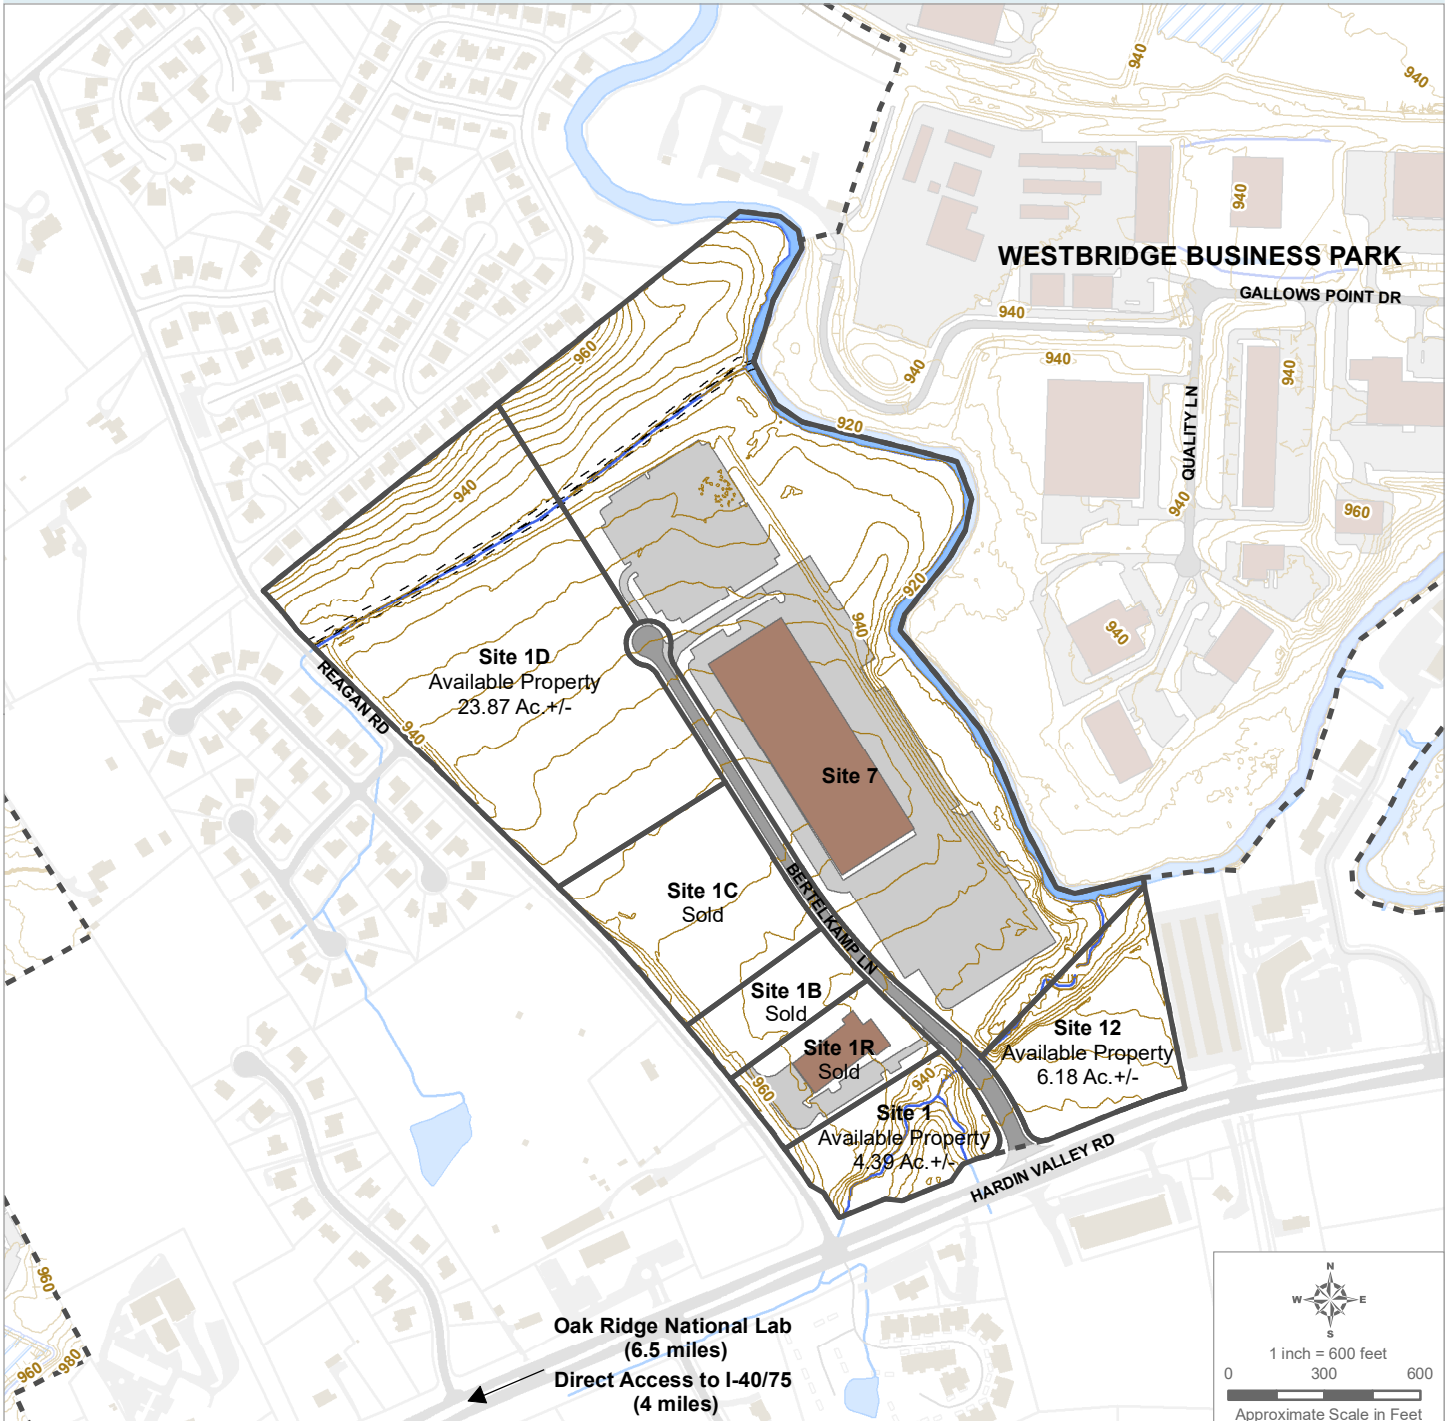 940
940
940
WESTBRIDGE BUSINESS PARK
GALLOWS POINT DR
940
940
960
940
940
920
QUALITY LN
940
940
960
920
940
940
Site 1D
Available Property
23.87 Ac.+/-
REAGAN RD
940
Site 7
Site 1C
Sold
BERTELKAMP LN
Site 1B
Sold
Site 1R
Sold
Site 12
Available Property
6.18 Ac.+/-
960
940
Site 1
Available Property
4.39 Ac.+/-
HARDIN VALLEY RD
960
960
980
Oak Ridge National Lab
(6.5 miles)
Direct Access to I-40/75
(4 miles)
N
W
E
S
1 inch = 600 feet
0 300 600
Approximate Scale in Feet